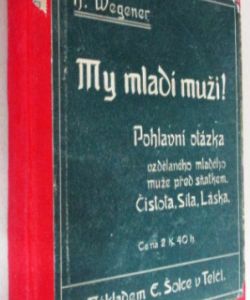 H. Wegener
My mladí muži!
Pohlavní otázka
vzdělaného mladého
muže před sňatkem.
Čistota, Síla, Láska.
Cena 2 K. 40 h.
Nákladem E. Šolce v Telči.